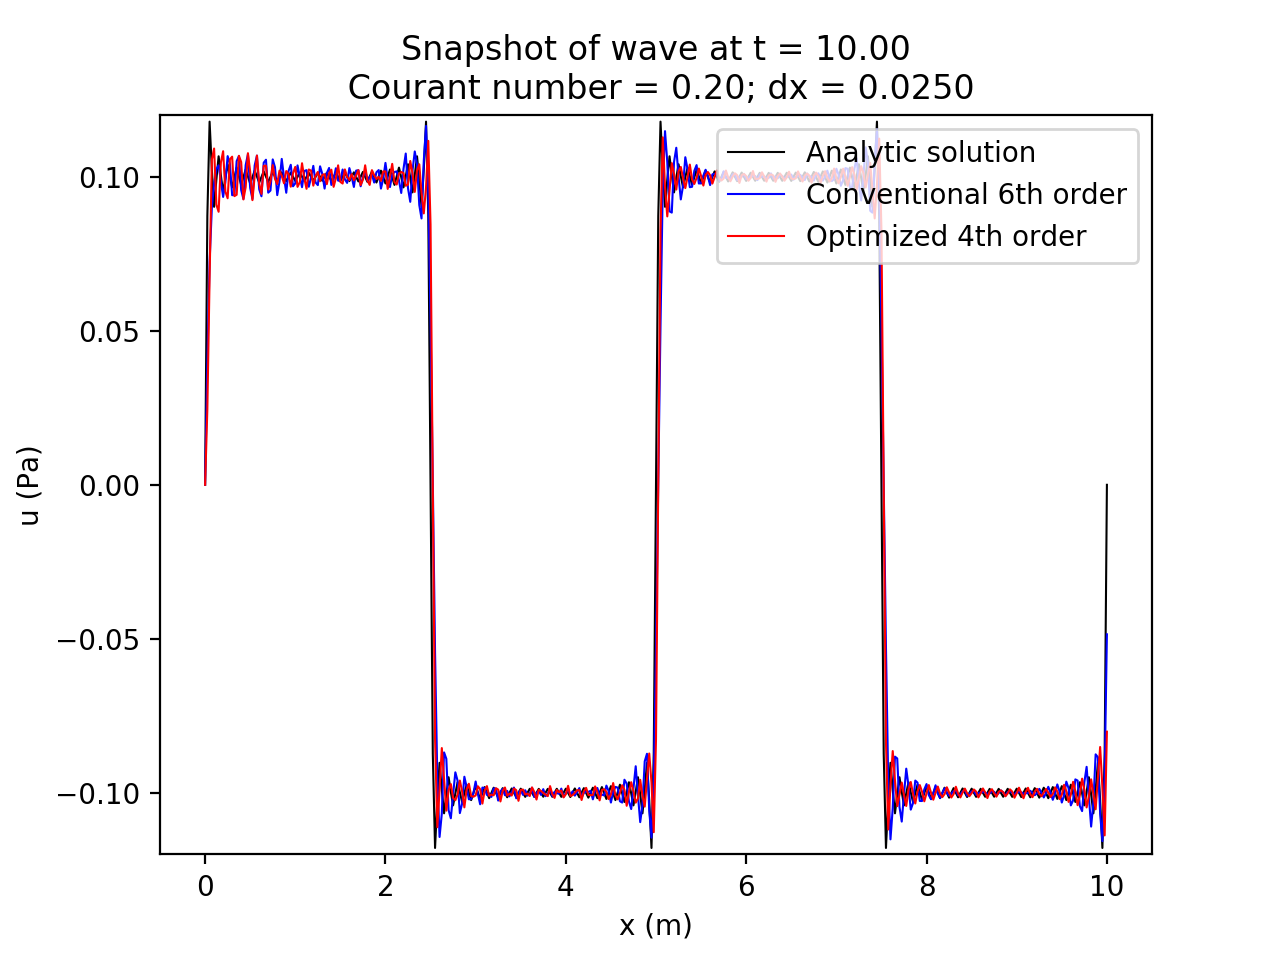 Snapshot of wave at t = 10.00
Courant number = 0.20; dx = 0.0250
Analytic solution
Conventional 6th order
Optimized 4th order
0.10
0.05
0.00
−0.05
−0.10
u (Pa)
0 2 4 6 8 10
x (m)